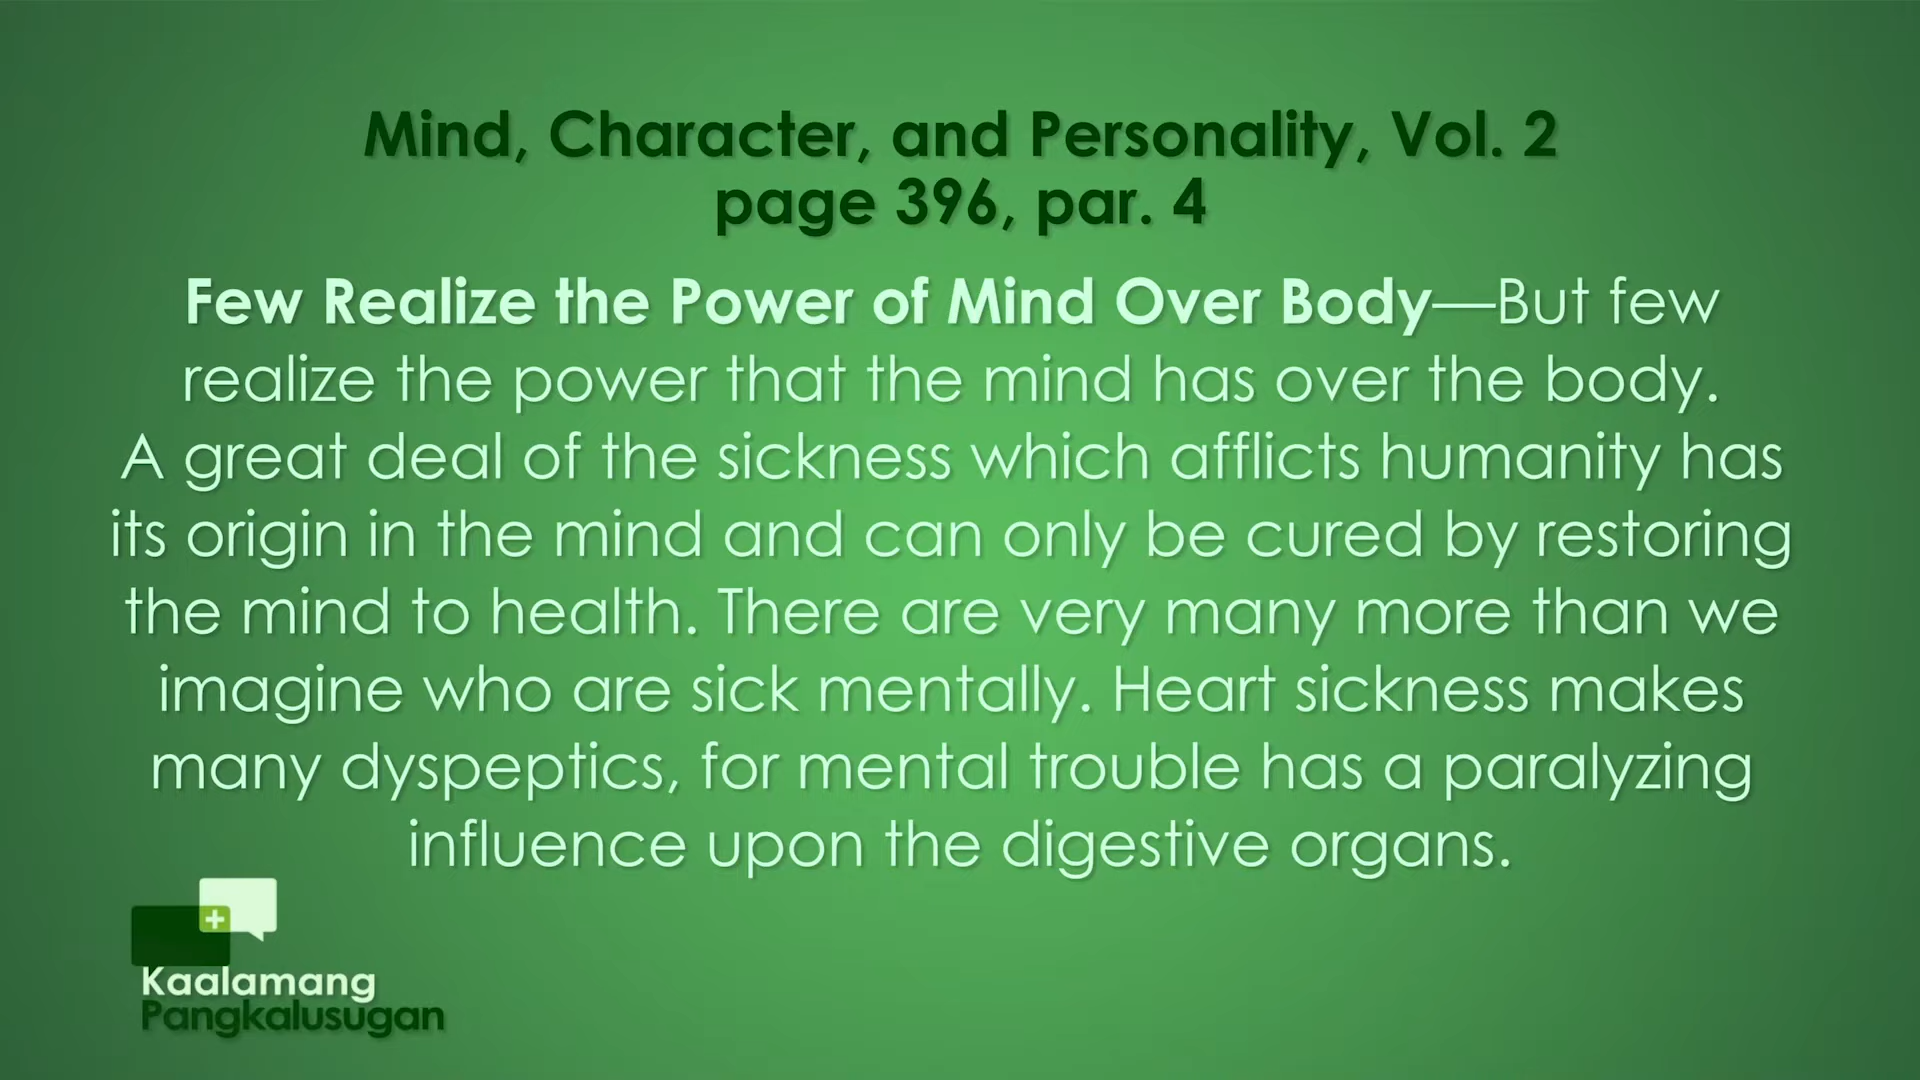 Mind, Character, and Personality, Vol. 2
page 396, par. 4
Few Realize the Power of Mind Over Body—But few
realize the power that the mind has over the body.
A great deal of the sickness which afflicts humanity has
its origin in the mind and can only be cured by restoring
the mind to health. There are very many more than we
imagine who are sick mentally. Heart sickness makes
many dyspeptics, for mental trouble has a paralyzing
influence upon the digestive organs.
Kaalamang
Pangkalusugan